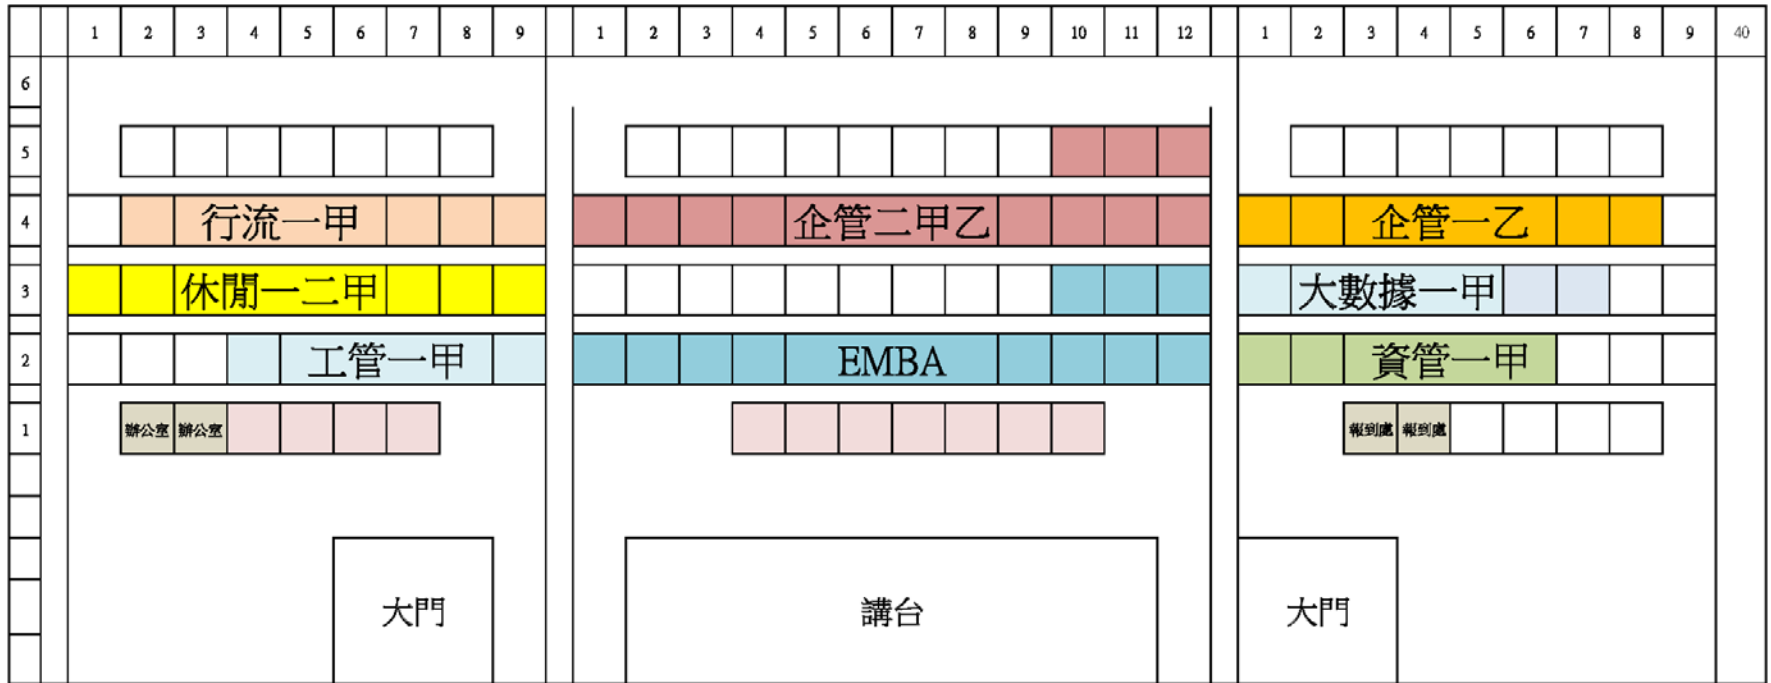 1 2 3 4 5 6 7 8 9 1 2 3 4 5 6 7 8 9 10 11 12 1 2 3 4 5 6 7 8 9 40
6
5
4 行流一甲 企管二甲乙 企管一乙
3 休閒一二甲 大數據一甲
2 工管一甲 EMBA 資管一甲
1 辦公室 辦公室 報到處 報到處
大門 講台 大門